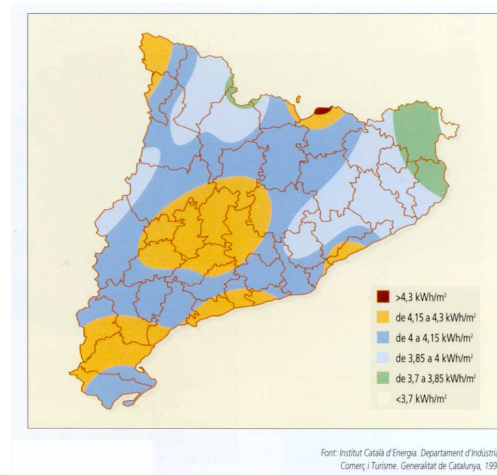 >4,3 kWh/m²
de 4,15 a 4,3 kWh/m²
de 4 a 4,15 kWh/m²
de 3,85 a 4 kWh/m²
de 3,7 a 3,85 kWh/m²
<3,7 kWh/m²
Font: Institut Català d'Energia. Departament d'Indústri
Comerç i Turisme. Generalitat de Catalunya, 199